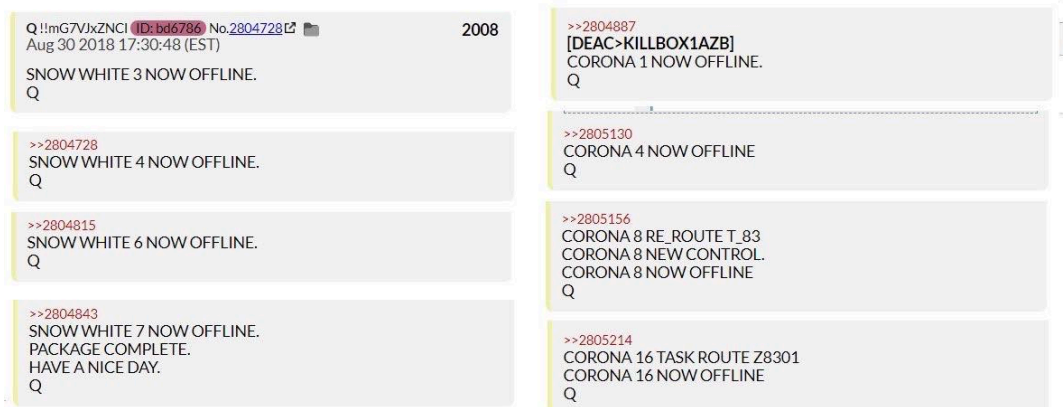 Q !!mG7VJxZNCI ID: bd6786 No.2804728 2008
Aug 30 2018 17:30:48 (EST)
SNOW WHITE 3 NOW OFFLINE.
Q
>>2804728
SNOW WHITE 4 NOW OFFLINE.
Q
>>2804815
SNOW WHITE 6 NOW OFFLINE.
Q
>>2804843
SNOW WHITE 7 NOW OFFLINE.
PACKAGE COMPLETE.
HAVE A NICE DAY.
Q
>>2804887
[DEAC>KILLBOX1AZB]
CORONA 1 NOW OFFLINE.
Q
>>2805130
CORONA 4 NOW OFFLINE
Q
>>2805156
CORONA 8 RE_ROUTE T_83
CORONA 8 NEW CONTROL.
CORONA 8 NOW OFFLINE
Q
>>2805214
CORONA 16 TASK ROUTE Z8301
CORONA 16 NOW OFFLINE
Q